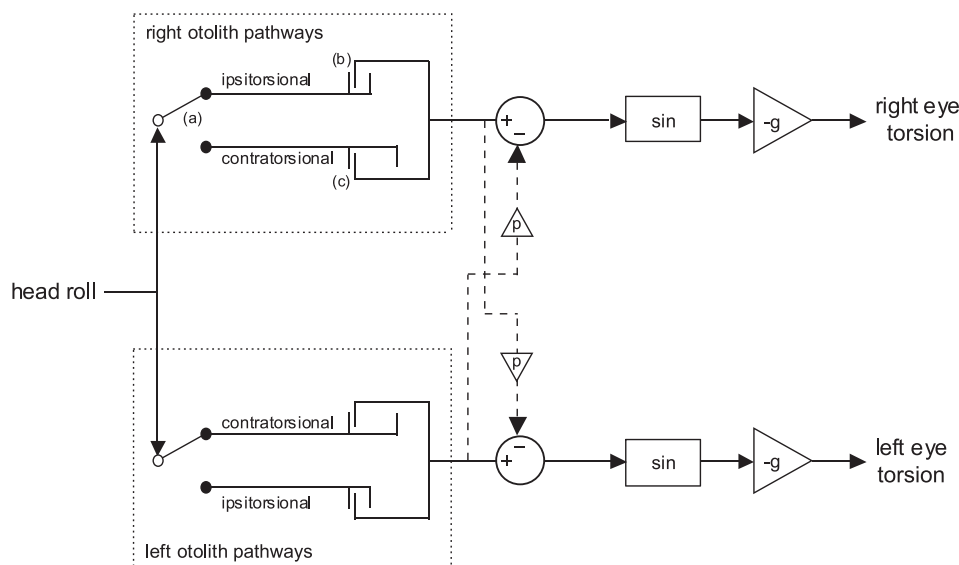 right otolith pathways
(b)
ipsitorsional
(a)
contratorsional
(c)
+
−
sin
-g
right eye
torsion
p
head roll
p
contratorsional
ipsitorsional
left otolith pathways
−
+
sin
-g
left eye
torsion